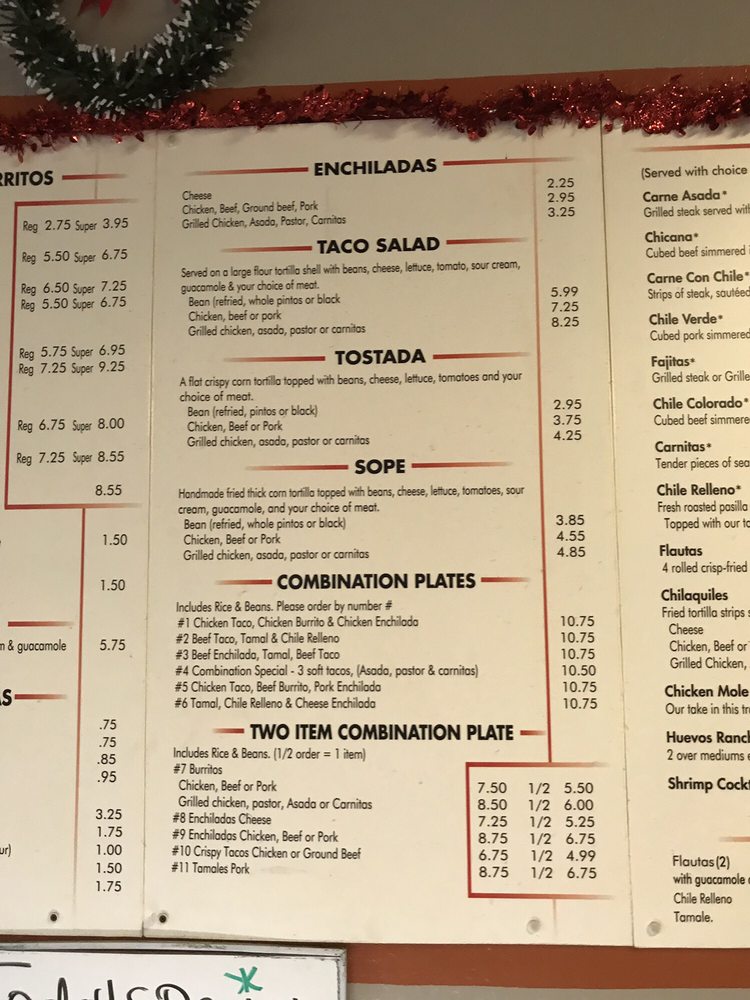 RRITOS
Reg 2.75 Super 3.95
Reg 5.50 Super 6.75
Reg 6.50 Super 7.25
Reg 5.50 Super 6.75
Reg 5.75 Super 6.95
Reg 7.25 Super 9.25
Reg 6.75 Super 8.00
Reg 7.25 Super 8.55
8.55
1.50
1.50
m & guacamole 5.75
AS
.75
.75
.85
.95
3.25
1.75
ur) 1.00
1.50
1.75
ENCHILADAS
Cheese 2.25
Chicken, Beef, Ground beef, Pork 2.95
Grilled Chicken, Asada, Pastor, Carnitas 3.25
TACO SALAD
Served on a large flour tortilla shell with beans, cheese, lettuce, tomato, sour cream,
guacamole & your choice of meat.
Bean (refried, whole pintos or black 5.99
Chicken, beef or pork 7.25
Grilled chicken, asada, pastor or carnitas 8.25
TOSTADA
A flat crispy corn tortilla topped with beans, cheese, lettuce, tomatoes and your
choice of meat.
Bean (refried, pintos or black) 2.95
Chicken, Beef or Pork 3.75
Grilled chicken, asada, pastor or carnitas 4.25
SOPE
Handmade fried thick corn tortilla topped with beans, cheese, lettuce, tomatoes, sour
cream, guacamole, and your choice of meat.
Bean (refried, whole pintos or black) 3.85
Chicken, Beef or Pork 4.55
Grilled chicken, asada, pastor or carnitas 4.85
COMBINATION PLATES
Includes Rice & Beans. Please order by number #
#1 Chicken Taco, Chicken Burrito & Chicken Enchilada 10.75
#2 Beef Taco, Tamal & Chile Relleno 10.75
#3 Beef Enchilada, Tamal, Beef Taco 10.75
#4 Combination Special - 3 soft tacos, (Asada, pastor & carnitas) 10.50
#5 Chicken Taco, Beef Burrito, Pork Enchilada 10.75
#6 Tamal, Chile Relleno & Cheese Enchilada 10.75
TWO ITEM COMBINATION PLATE
Includes Rice & Beans. (1/2 order = 1 item)
#7 Burritos
Chicken, Beef or Pork 7.50 1/2 5.50
Grilled chicken, pastor, Asada or Carnitas 8.50 1/2 6.00
#8 Enchiladas Cheese 7.25 1/2 5.25
#9 Enchiladas Chicken, Beef or Pork 8.75 1/2 6.75
#10 Crispy Tacos Chicken or Ground Beef 6.75 1/2 4.99
#11 Tamales Pork 8.75 1/2 6.75
(Served with choice
Carne Asada*
Grilled steak served with
Chicana*
Cubed beef simmered
Carne Con Chile*
Strips of steak, sautéed
Chile Verde*
Cubed pork simmered
Fajitas*
Grilled steak or Grille
Chile Colorado*
Cubed beef simmere
Carnitas*
Tender pieces of sea
Chile Relleno*
Fresh roasted pasilla
Topped with our to
Flautas
4 rolled crisp-fried
Chilaquiles
Fried tortilla strips s
Cheese
Chicken, Beef or
Grilled Chicken,
Chicken Mole
Our take in this tr
Huevos Ranch
2 over mediums e
Shrimp Cockt
Flautas (2)
with guacamole
Chile Relleno
Tamale.